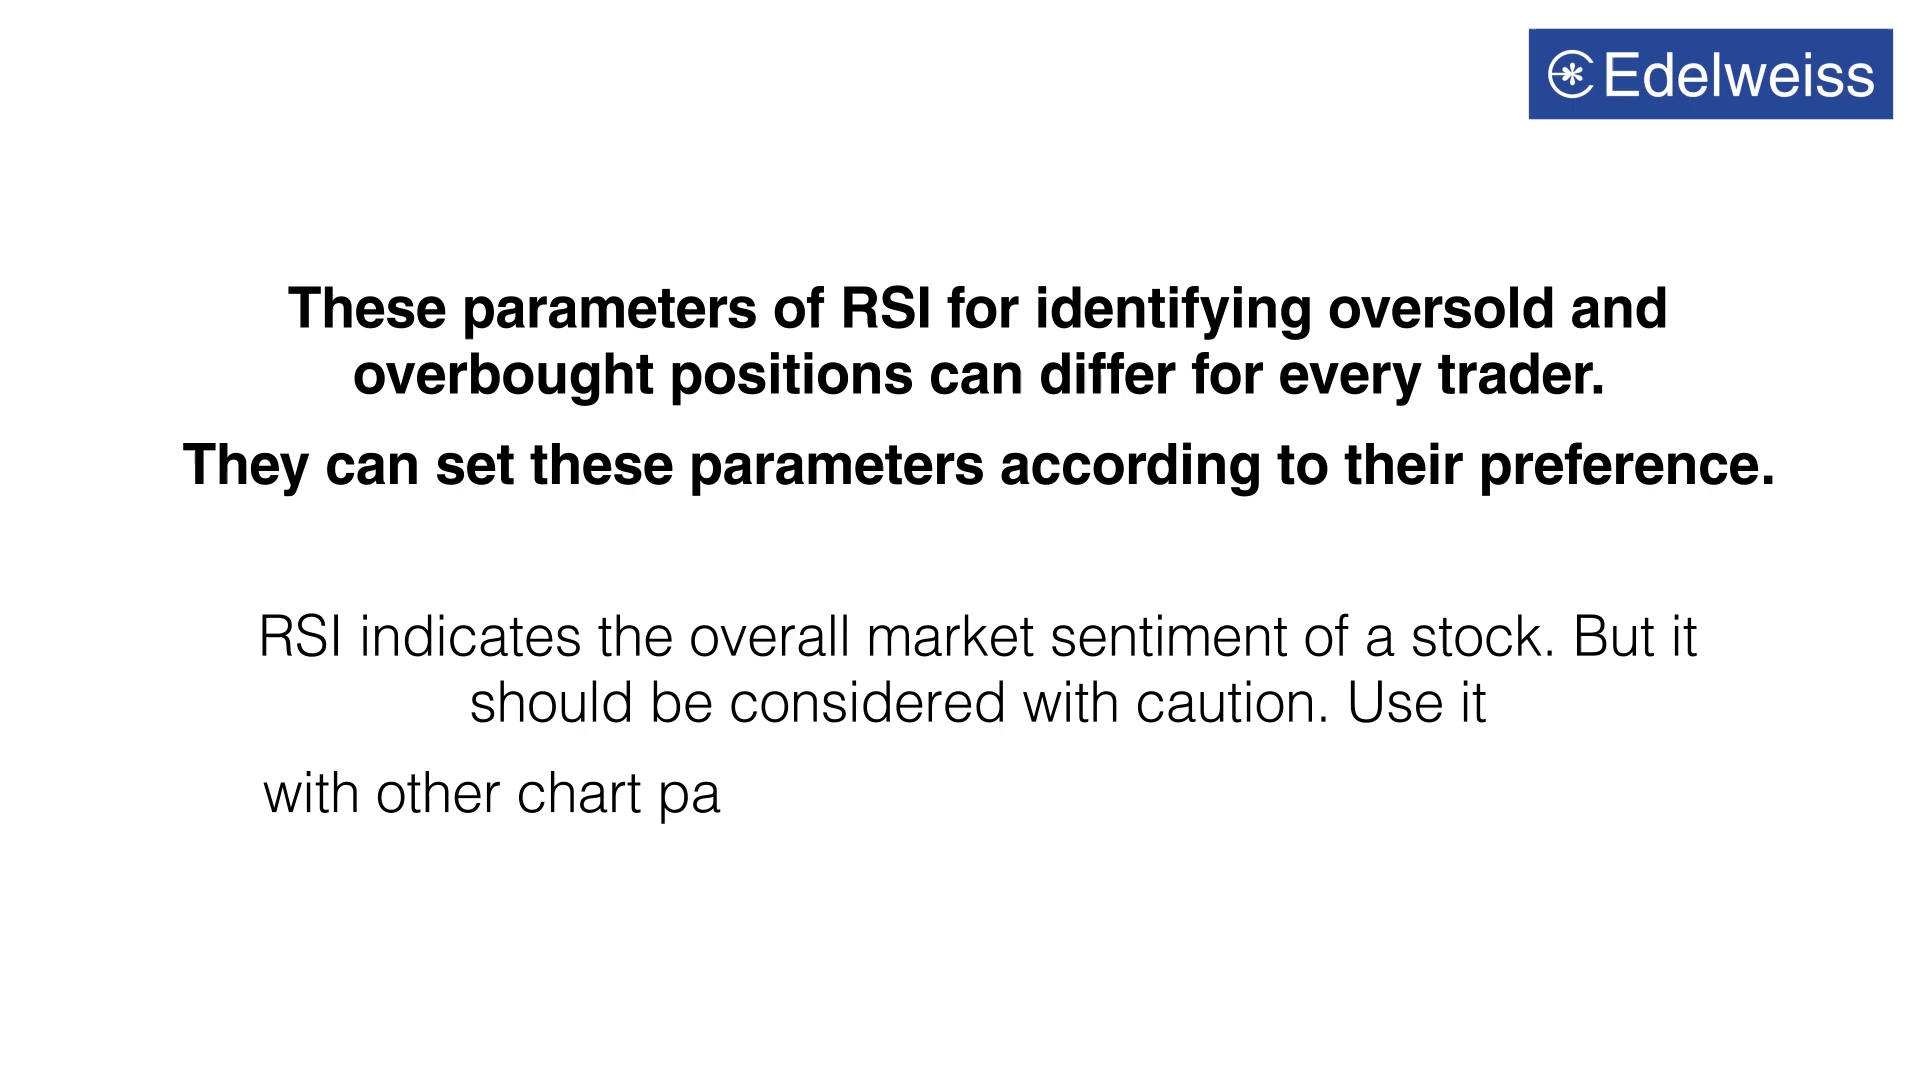 Edelweiss
These parameters of RSI for identifying oversold and
overbought positions can differ for every trader.
They can set these parameters according to their preference.
RSI indicates the overall market sentiment of a stock. But it
should be considered with caution. Use it
with other chart pa